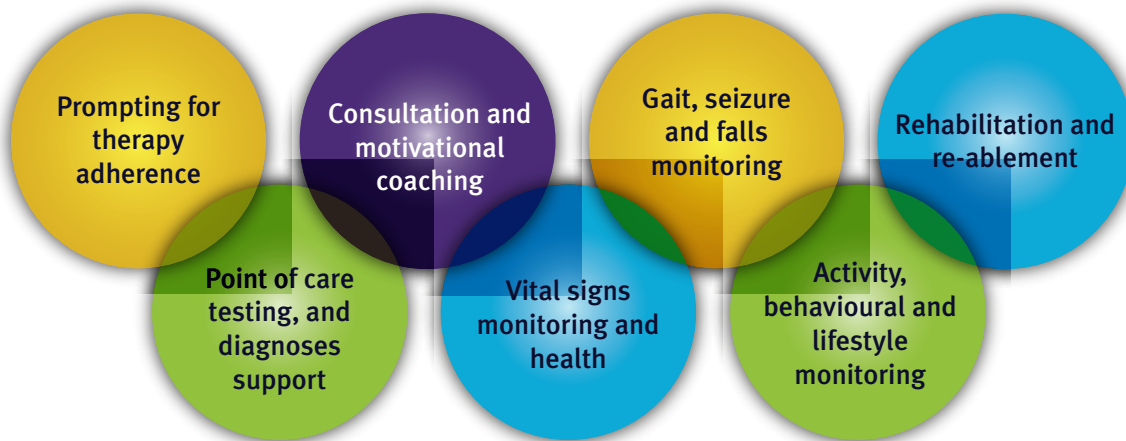 Prompting for
therapy
adherence
Consultation and
motivational
coaching
Gait, seizure
and falls
monitoring
Rehabilitation and
re-ablement
Point of care
testing, and
diagnoses
support
Vital signs
monitoring and
health
Activity,
behavioural and
lifestyle
monitoring